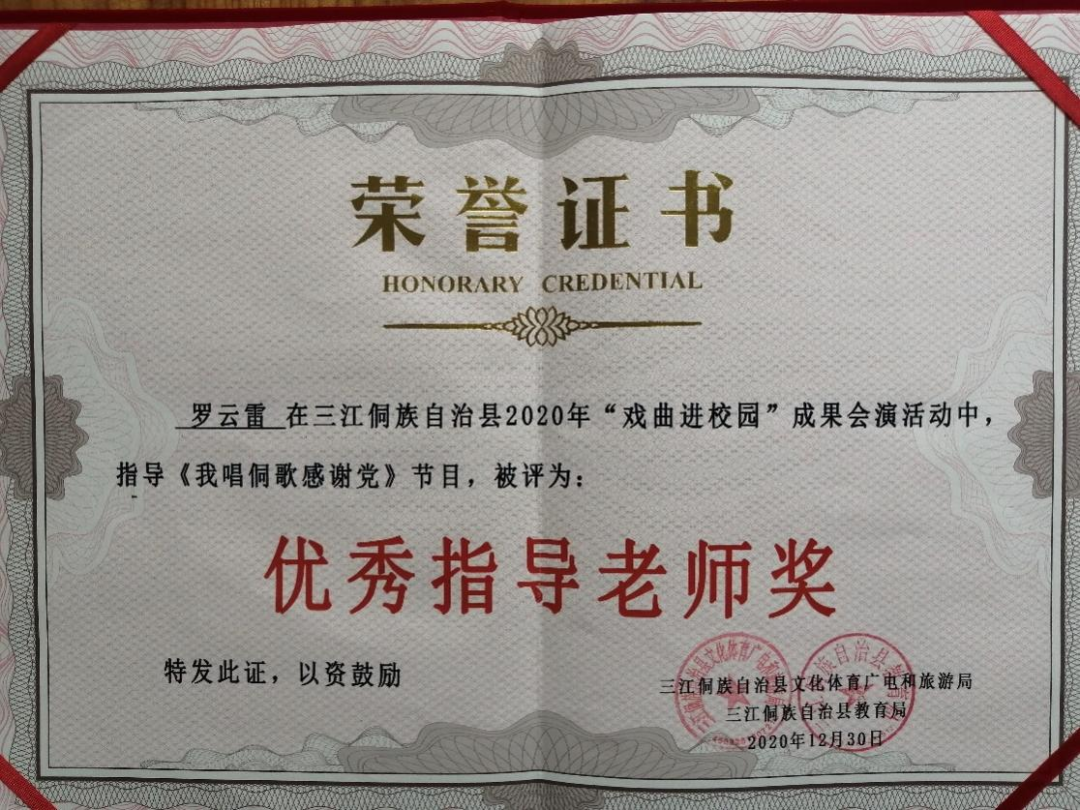 荣誉证书
HONORARY CREDENTIAL
罗云雷 在三江侗族自治县2020年“戏曲进校园”成果会演活动中,
指导《我唱侗歌感谢党》节目,被评为:
优秀指导老师奖
特发此证,以资鼓励
三江侗族自治县文化体育广电和旅游局
三江侗族自治县教育局
2020年12月30日